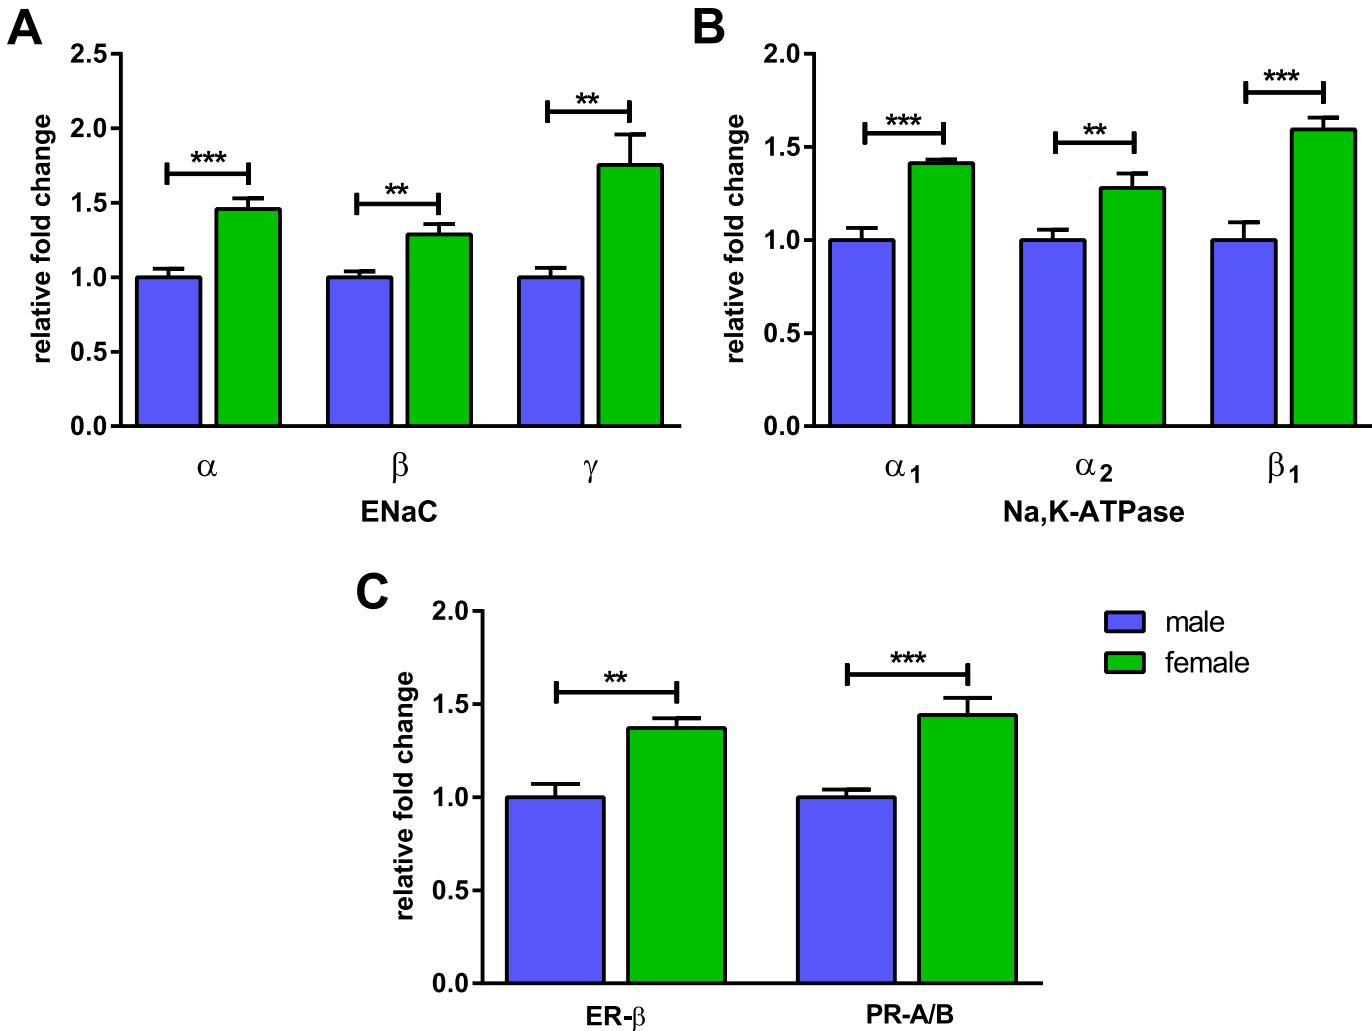 A
2.5
2.0
1.5
1.0
0.5
0.0
relative fold change
***
**
**
α β γ
ENaC
B
2.0
1.5
1.0
0.5
0.0
relative fold change
***
**
***
α1 α2 β1
Na,K-ATPase
C
2.0
1.5
1.0
0.5
0.0
relative fold change
**
***
ER-β PR-A/B
male
female